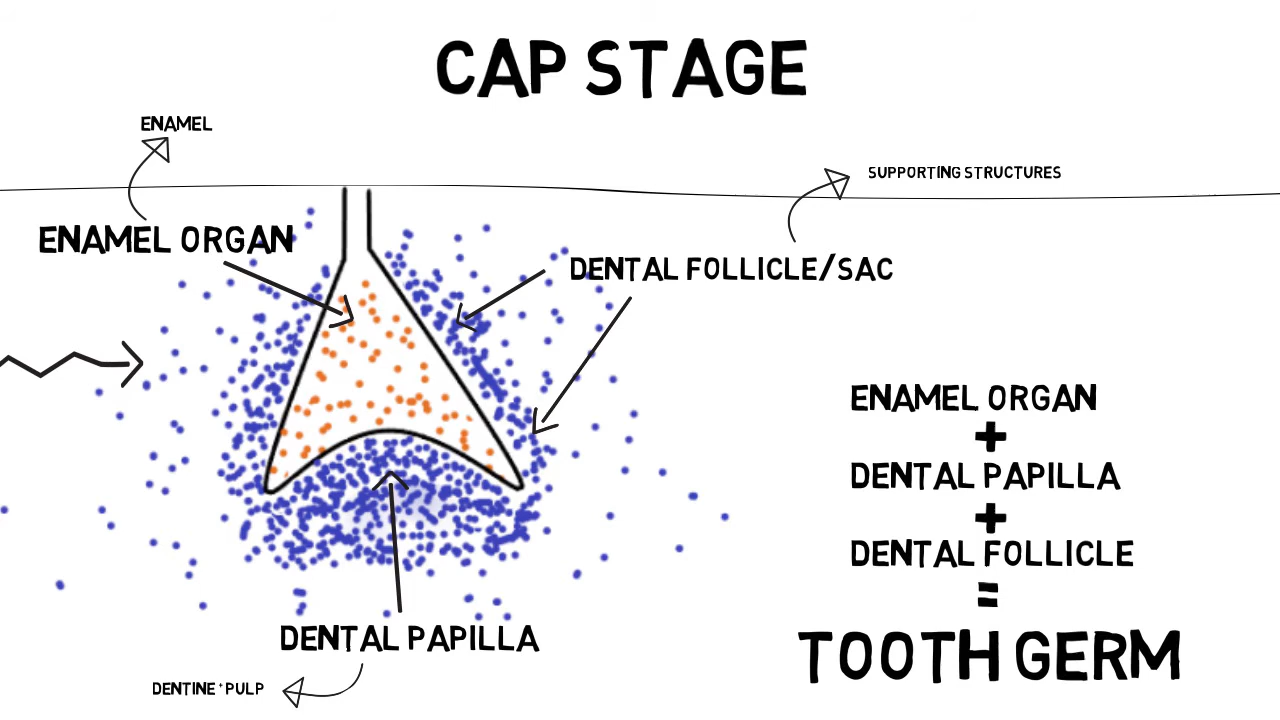 CAP STAGE
ENAMEL
SUPPORTING STRUCTURES
ENAMEL ORGAN
DENTAL FOLLICLE/SAC
ENAMEL ORGAN
+
DENTAL PAPILLA
+
DENTAL FOLLICLE
=
TOOTH GERM
DENTAL PAPILLA
DENTINE + PULP